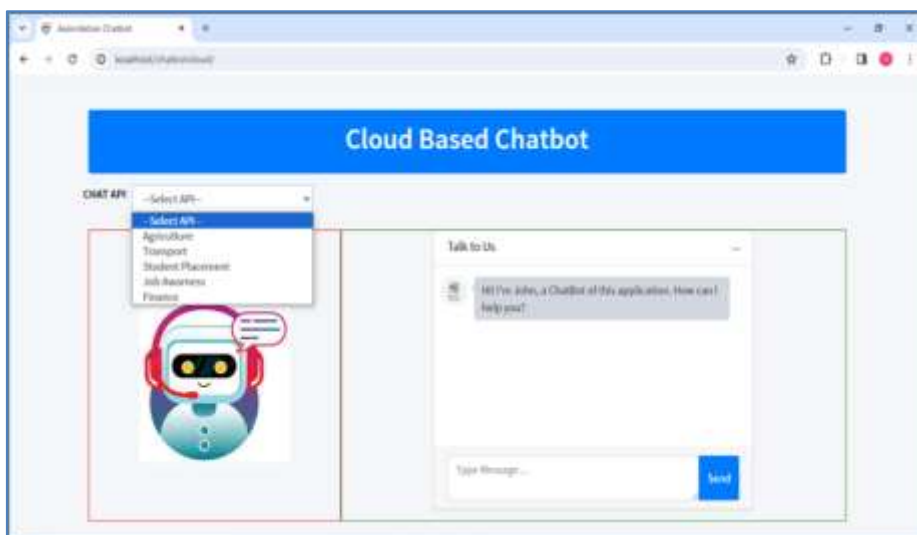 Cloud Based Chatbot
CHAT API
--Select API--
--Select API--
Agriculture
Transport
Student Placement
Job Awarness
Finance
Talk to Us
Hi! I'm John, a ChatBot of this application. How can I
help you?
Type Message...
Send